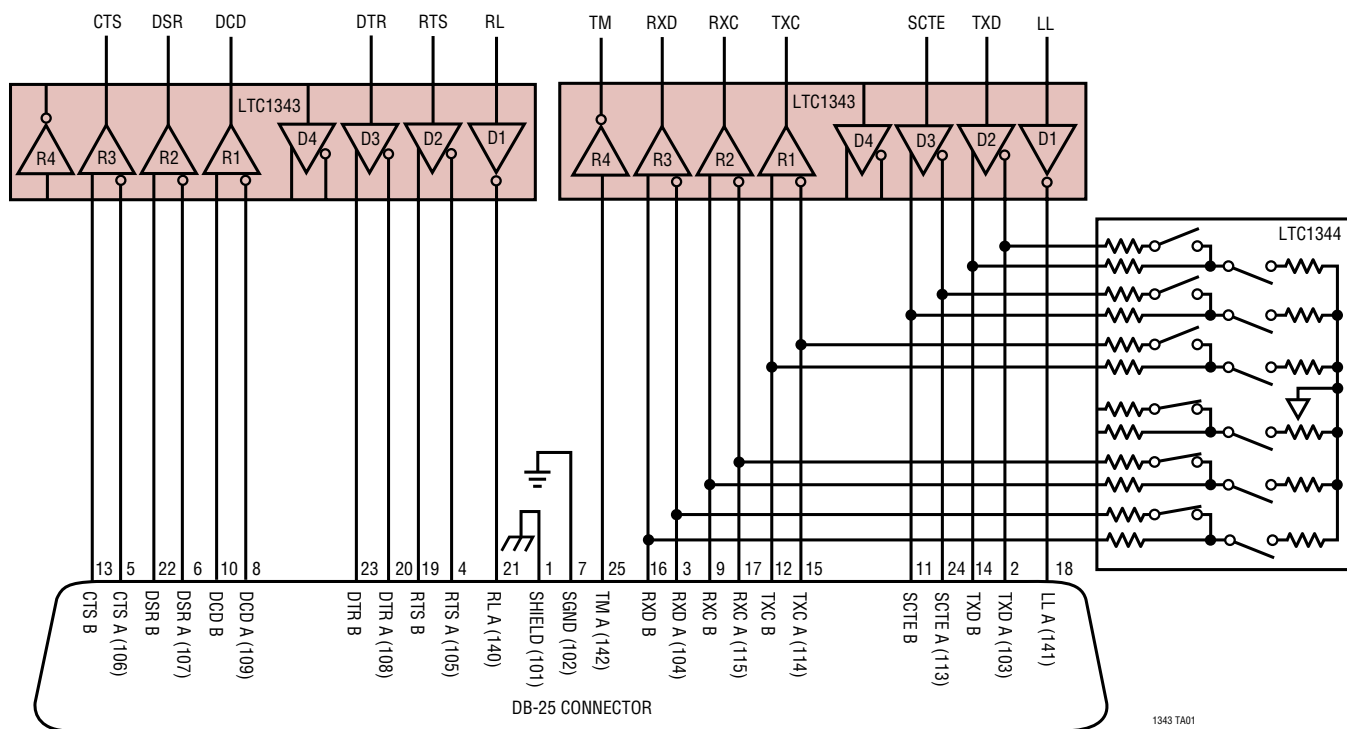 CTS DSR DCD DTR RTS RL TM RXD RXC TXC SCTE TXD LL
LTC1343 LTC1343
R4 R3 R2 R1 D4 D3 D2 D1 R4 R3 R2 R1 D4 D3 D2 D1
LTC1344
13 5 22 6 10 8 23 20 19 4 21 1 7 25 16 3 9 17 12 15 11 24 14 2 18
CTS B
CTS A (106)
DSR B
DSR A (107)
DCD B
DCD A (109)
DTR B
DTR A (108)
RTS B
RTS A (105)
RL A (140)
SHIELD (101)
SGND (102)
TM A (142)
RXD B
RXD A (104)
RXC B
RXC A (115)
TXC B
TXC A (114)
SCTE B
SCTE A (113)
TXD B
TXD A (103)
LL A (141)
DB-25 CONNECTOR
1343 TA01